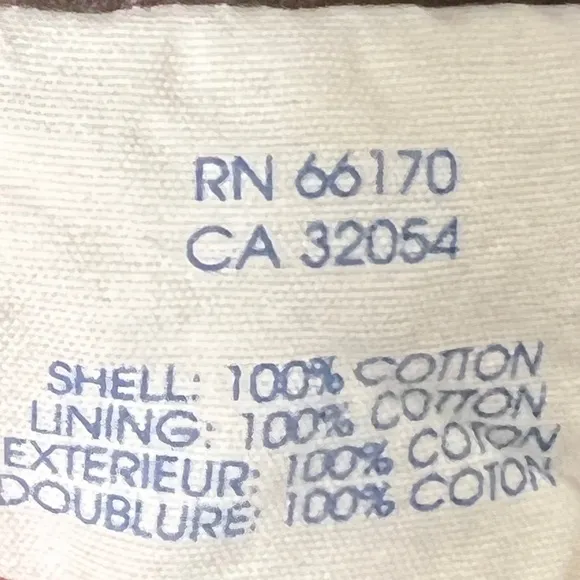 RN 66170
CA 32054
SHELL: 100% COTTON
LINING: 100% COTTON
EXTERIEUR: 100% COTON
DOUBLURE: 100% COTON